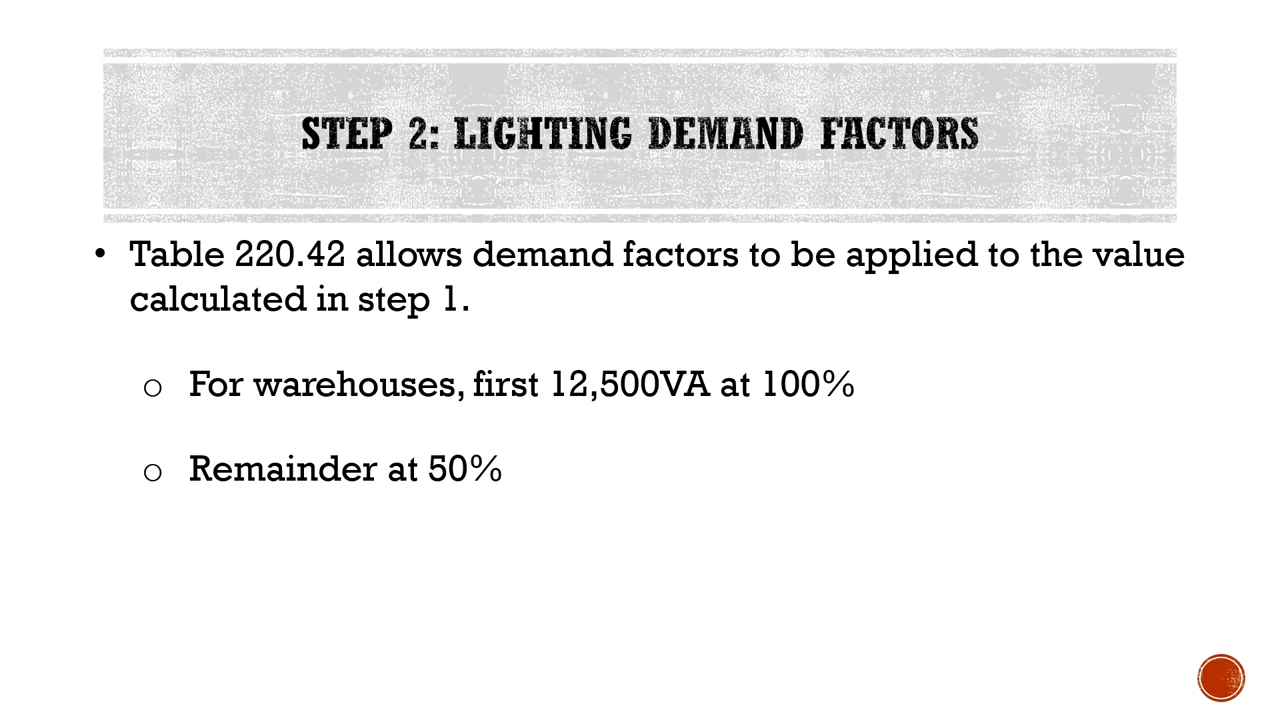 STEP 2: LIGHTING DEMAND FACTORS
• Table 220.42 allows demand factors to be applied to the value
calculated in step 1.
o For warehouses, first 12,500VA at 100%
o Remainder at 50%